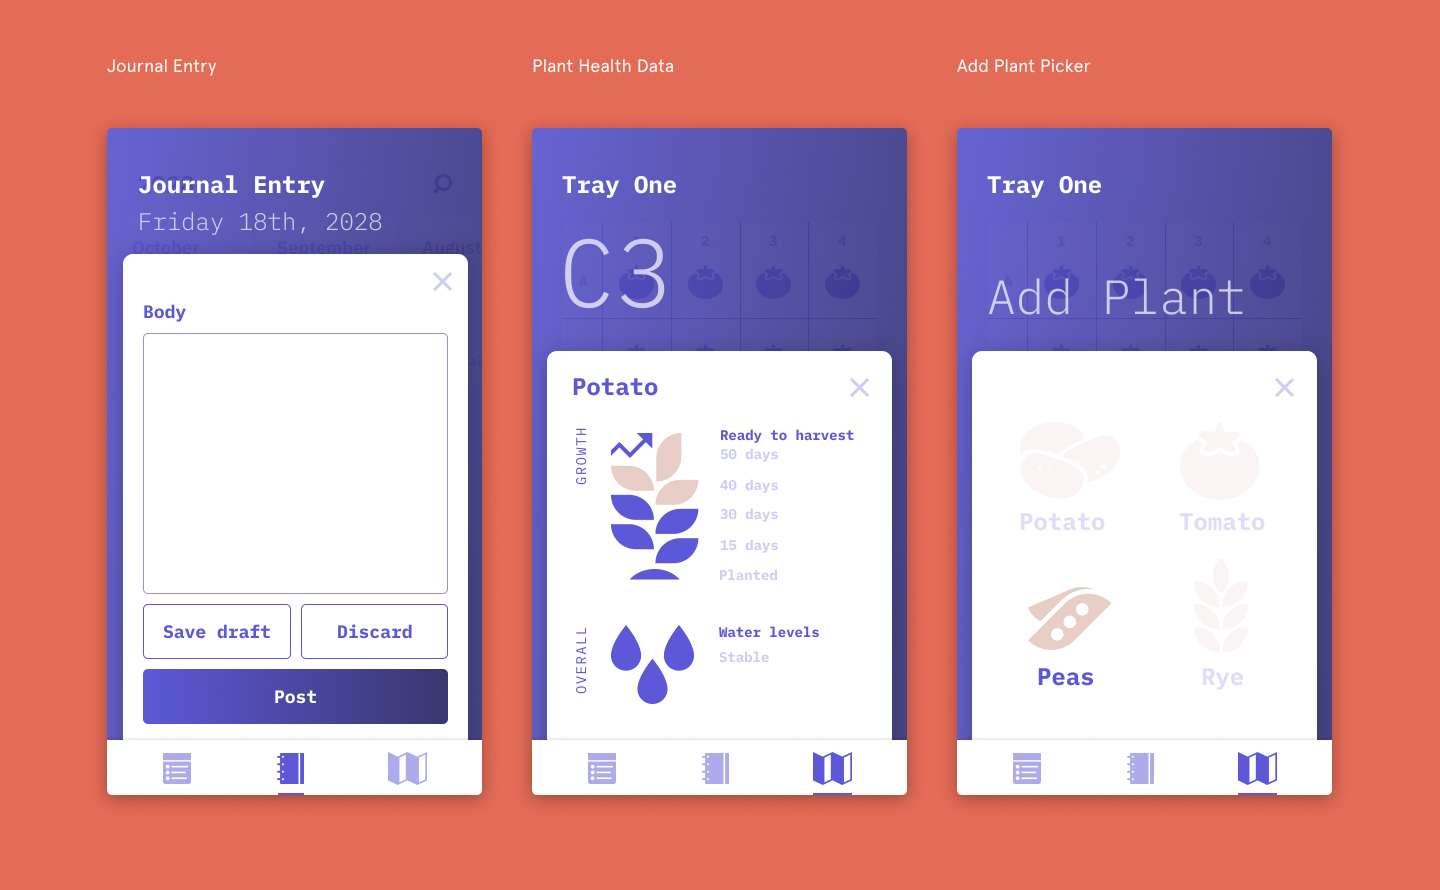 Journal Entry
Plant Health Data
Add Plant Picker
Journal Entry
Friday 18th, 2028
October September August
Body
Save draft
Discard
Post
Tray One
1 2 3 4
A
C3
Potato
GROWTH
Ready to harvest
50 days
40 days
30 days
15 days
Planted
OVERALL
Water levels
Stable
Tray One
1 2 3 4
A
Add Plant
Potato
Tomato
Peas
Rye